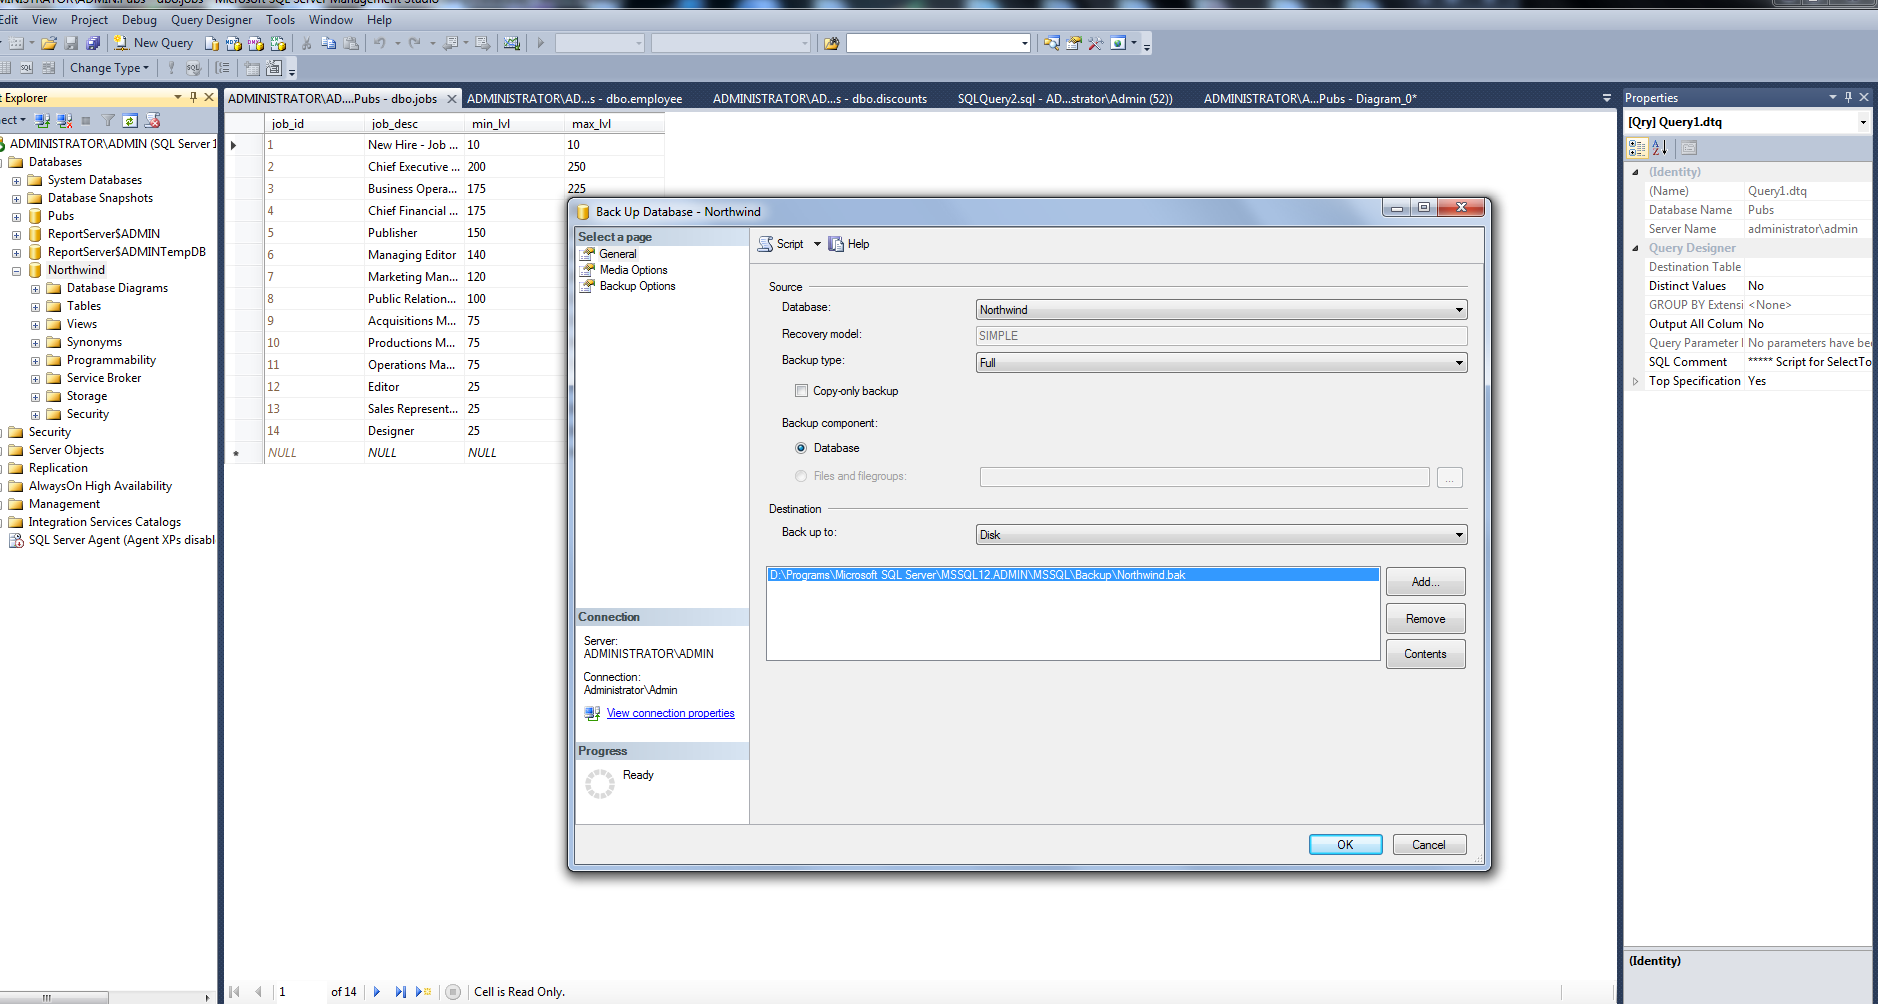 MINISTRATOR\ADMIN.Pubs - dbo.jobs - Microsoft SQL Server Management Studio
Edit View Project Debug Query Designer Tools Window Help
New Query
Change Type
t Explorer
ect
ADMINISTRATOR\ADMIN (SQL Server 1
Databases
System Databases
Database Snapshots
Pubs
ReportServer$ADMIN
ReportServer$ADMINTempDB
Northwind
Database Diagrams
Tables
Views
Synonyms
Programmability
Service Broker
Storage
Security
Security
Server Objects
Replication
AlwaysOn High Availability
Management
Integration Services Catalogs
SQL Server Agent (Agent XPs disabl
ADMINISTRATOR\AD....Pubs - dbo.jobs ADMINISTRATOR\AD...s - dbo.employee ADMINISTRATOR\AD...s - dbo.discounts SQLQuery2.sql - AD...strator\Admin (52)) ADMINISTRATOR\A...Pubs - Diagram_0*
job_id job_desc min_lvl max_lvl
1 New Hire - Job ... 10 10
2 Chief Executive ... 200 250
3 Business Opera... 175 225
4 Chief Financial ... 175
5 Publisher 150
6 Managing Editor 140
7 Marketing Man... 120
8 Public Relation... 100
9 Acquisitions M... 75
10 Productions M... 75
11 Operations Ma... 75
12 Editor 25
13 Sales Represent... 25
14 Designer 25
NULL NULL NULL
1 of 14 Cell is Read Only.
Back Up Database - Northwind
Select a page
General
Media Options
Backup Options
Connection
Server:
ADMINISTRATOR\ADMIN
Connection:
Administrator\Admin
View connection properties
Progress
Ready
Script Help
Source
Database: Northwind
Recovery model: SIMPLE
Backup type: Full
Copy-only backup
Backup component:
Database
Files and filegroups: ...
Destination
Back up to: Disk
D:\Programs\Microsoft SQL Server\MSSQL12.ADMIN\MSSQL\Backup\Northwind.bak
Add...
Remove
Contents
OK Cancel
Properties
[Qry] Query1.dtq
(Identity)
(Name) Query1.dtq
Database Name Pubs
Server Name administrator\admin
Query Designer
Destination Table
Distinct Values No
GROUP BY Extensi <None>
Output All Colum No
Query Parameter No parameters have bee
SQL Comment ***** Script for SelectTo
Top Specification Yes
(Identity)